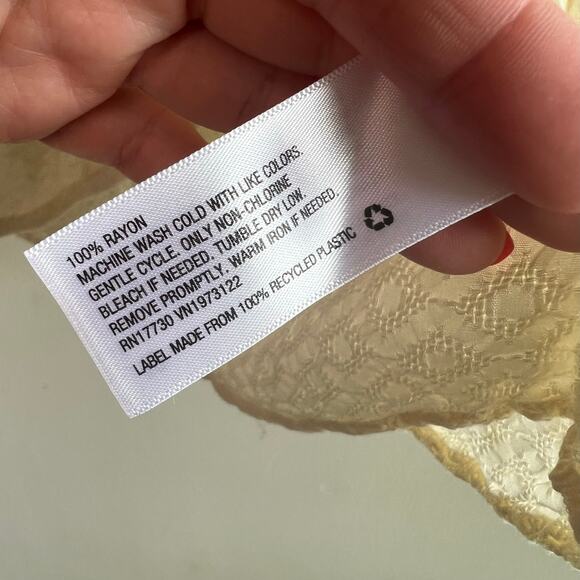 100% RAYON
MACHINE WASH COLD WITH LIKE COLORS.
GENTLE CYCLE. ONLY NON-CHLORINE
BLEACH IF NEEDED. TUMBLE DRY LOW.
REMOVE PROMPTLY. WARM IRON IF NEEDED.
RN17730 VN1973122
LABEL MADE FROM 100% RECYCLED PLASTIC